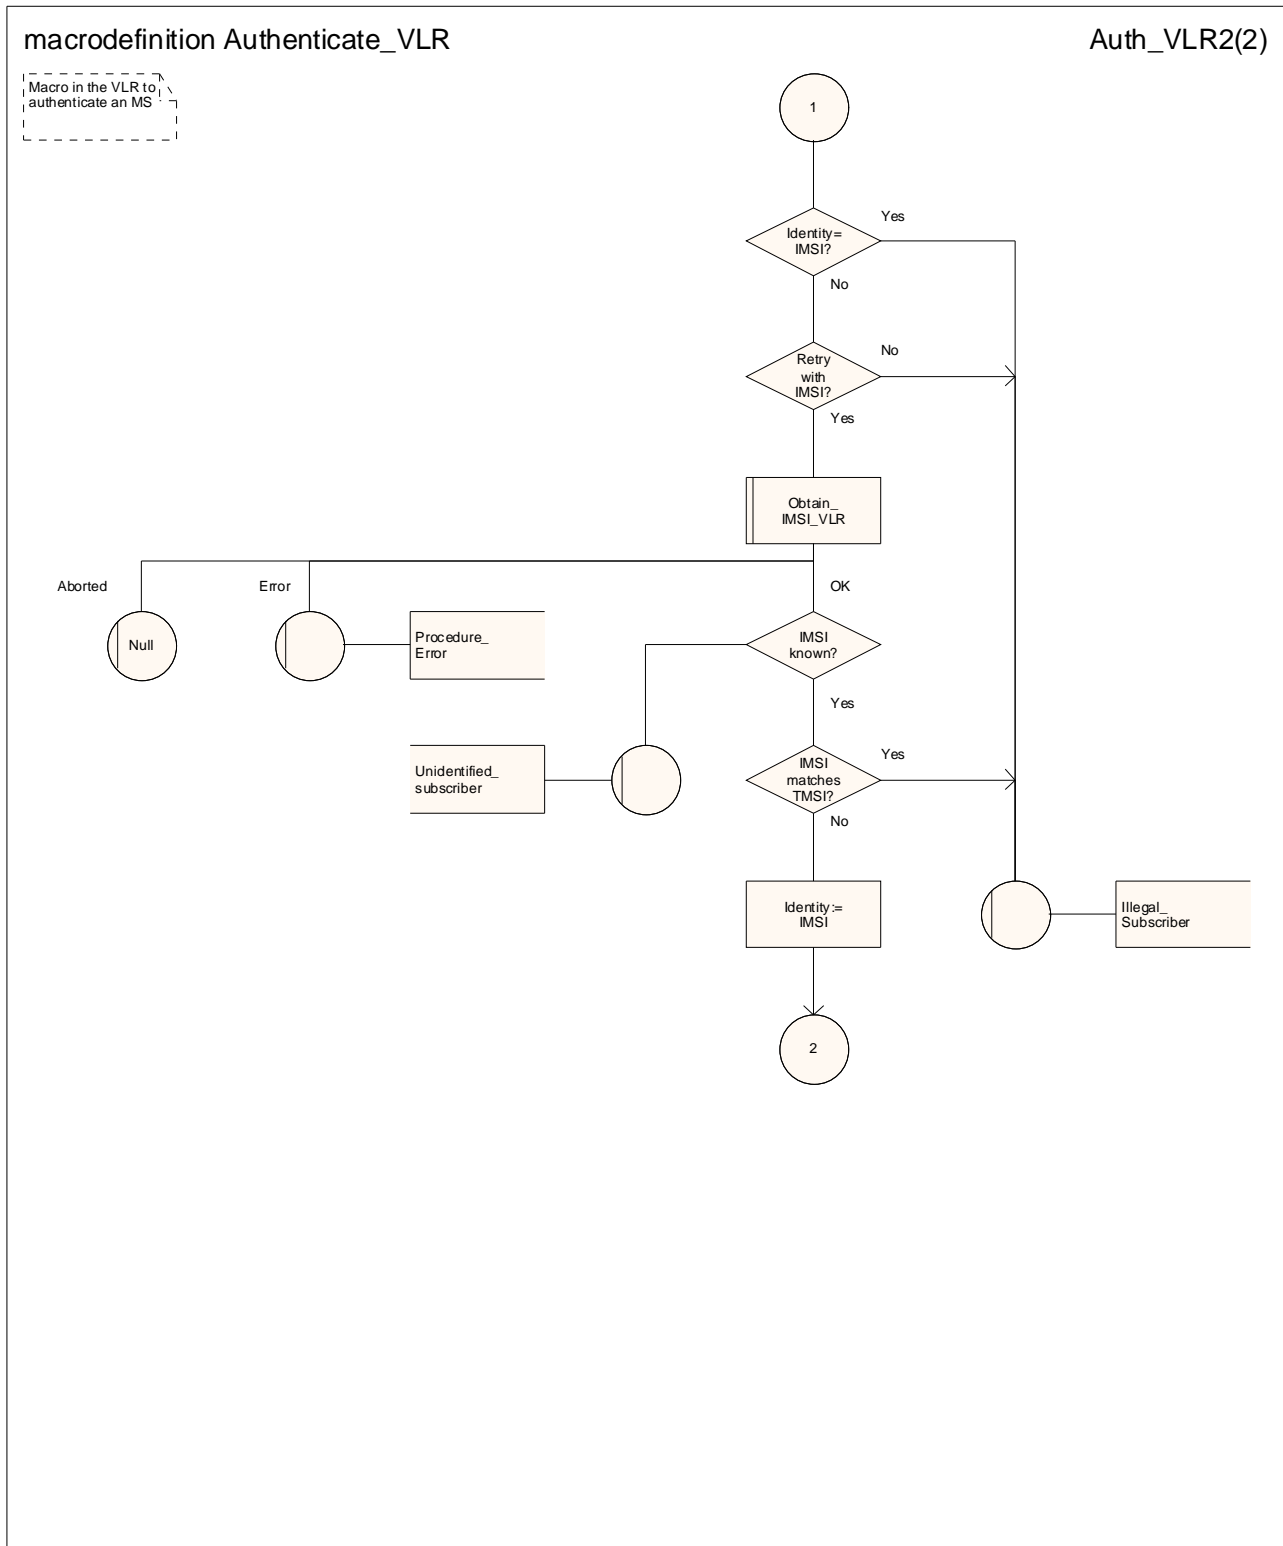 macrodefinition Authenticate_VLR
Auth_VLR2(2)
Macro in the VLR to
authenticate an MS
1
Yes
Identity=
IMSI?
No
No
Retry
with
IMSI?
Yes
Obtain_
IMSI_VLR
Aborted
Error
OK
Null
Procedure_
Error
IMSI
known?
Yes
Unidentified_
subscriber
IMSI
matches
TMSI?
Yes
No
Identity:=
IMSI
Illegal_
Subscriber
2